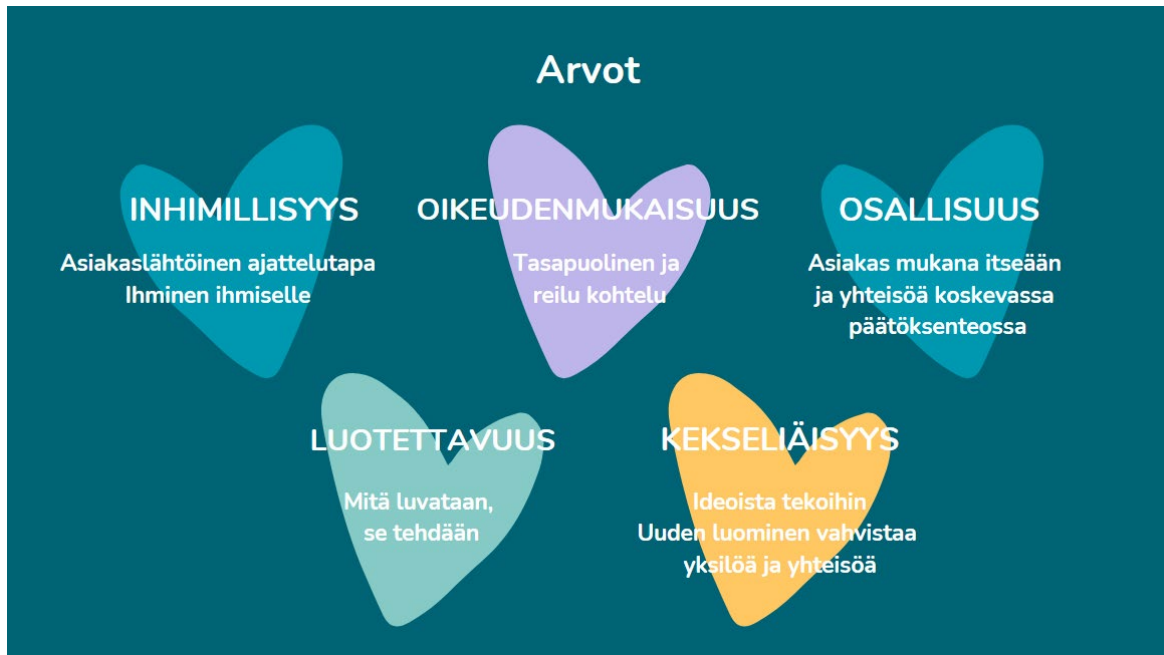 Arvot
INHIMILLISYYS
Asiakaslähtöinen ajattelutapa
Ihminen ihmiselle
OIKEUDENMUKAISUUS
Tasapuolinen ja
reilu kohtelu
OSALLISUUS
Asiakas mukana itseään
ja yhteisöä koskevassa
päätöksenteossa
LUOTETTAVUUS
Mitä luvataan,
se tehdään
KEKSELIÄISYYS
Ideoista tekoihin
Uuden luominen vahvistaa
yksilöä ja yhteisöä